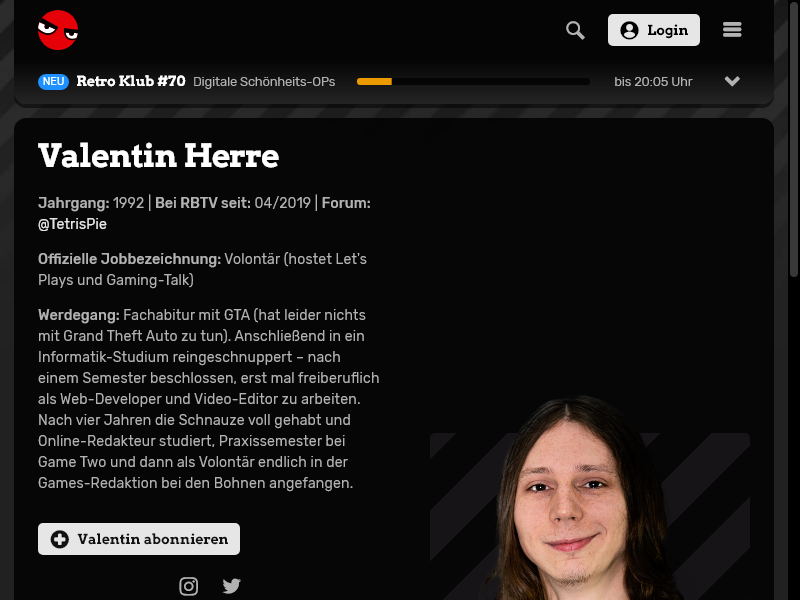 Login
NEU Retro Klub #70 Digitale Schönheits-OPs bis 20:05 Uhr
Valentin Herre
Jahrgang: 1992 | Bei RBTV seit: 04/2019 | Forum:
@TetrisPie
Offizielle Jobbezeichnung: Volontär (hostet Let's
Plays und Gaming-Talk)
Werdegang: Fachabitur mit GTA (hat leider nichts
mit Grand Theft Auto zu tun). Anschließend in ein
Informatik-Studium reingeschnuppert – nach
einem Semester beschlossen, erst mal freiberuflich
als Web-Developer und Video-Editor zu arbeiten.
Nach vier Jahren die Schnauze voll gehabt und
Online-Redakteur studiert, Praxissemester bei
Game Two und dann als Volontär endlich in der
Games-Redaktion bei den Bohnen angefangen.
Valentin abonnieren